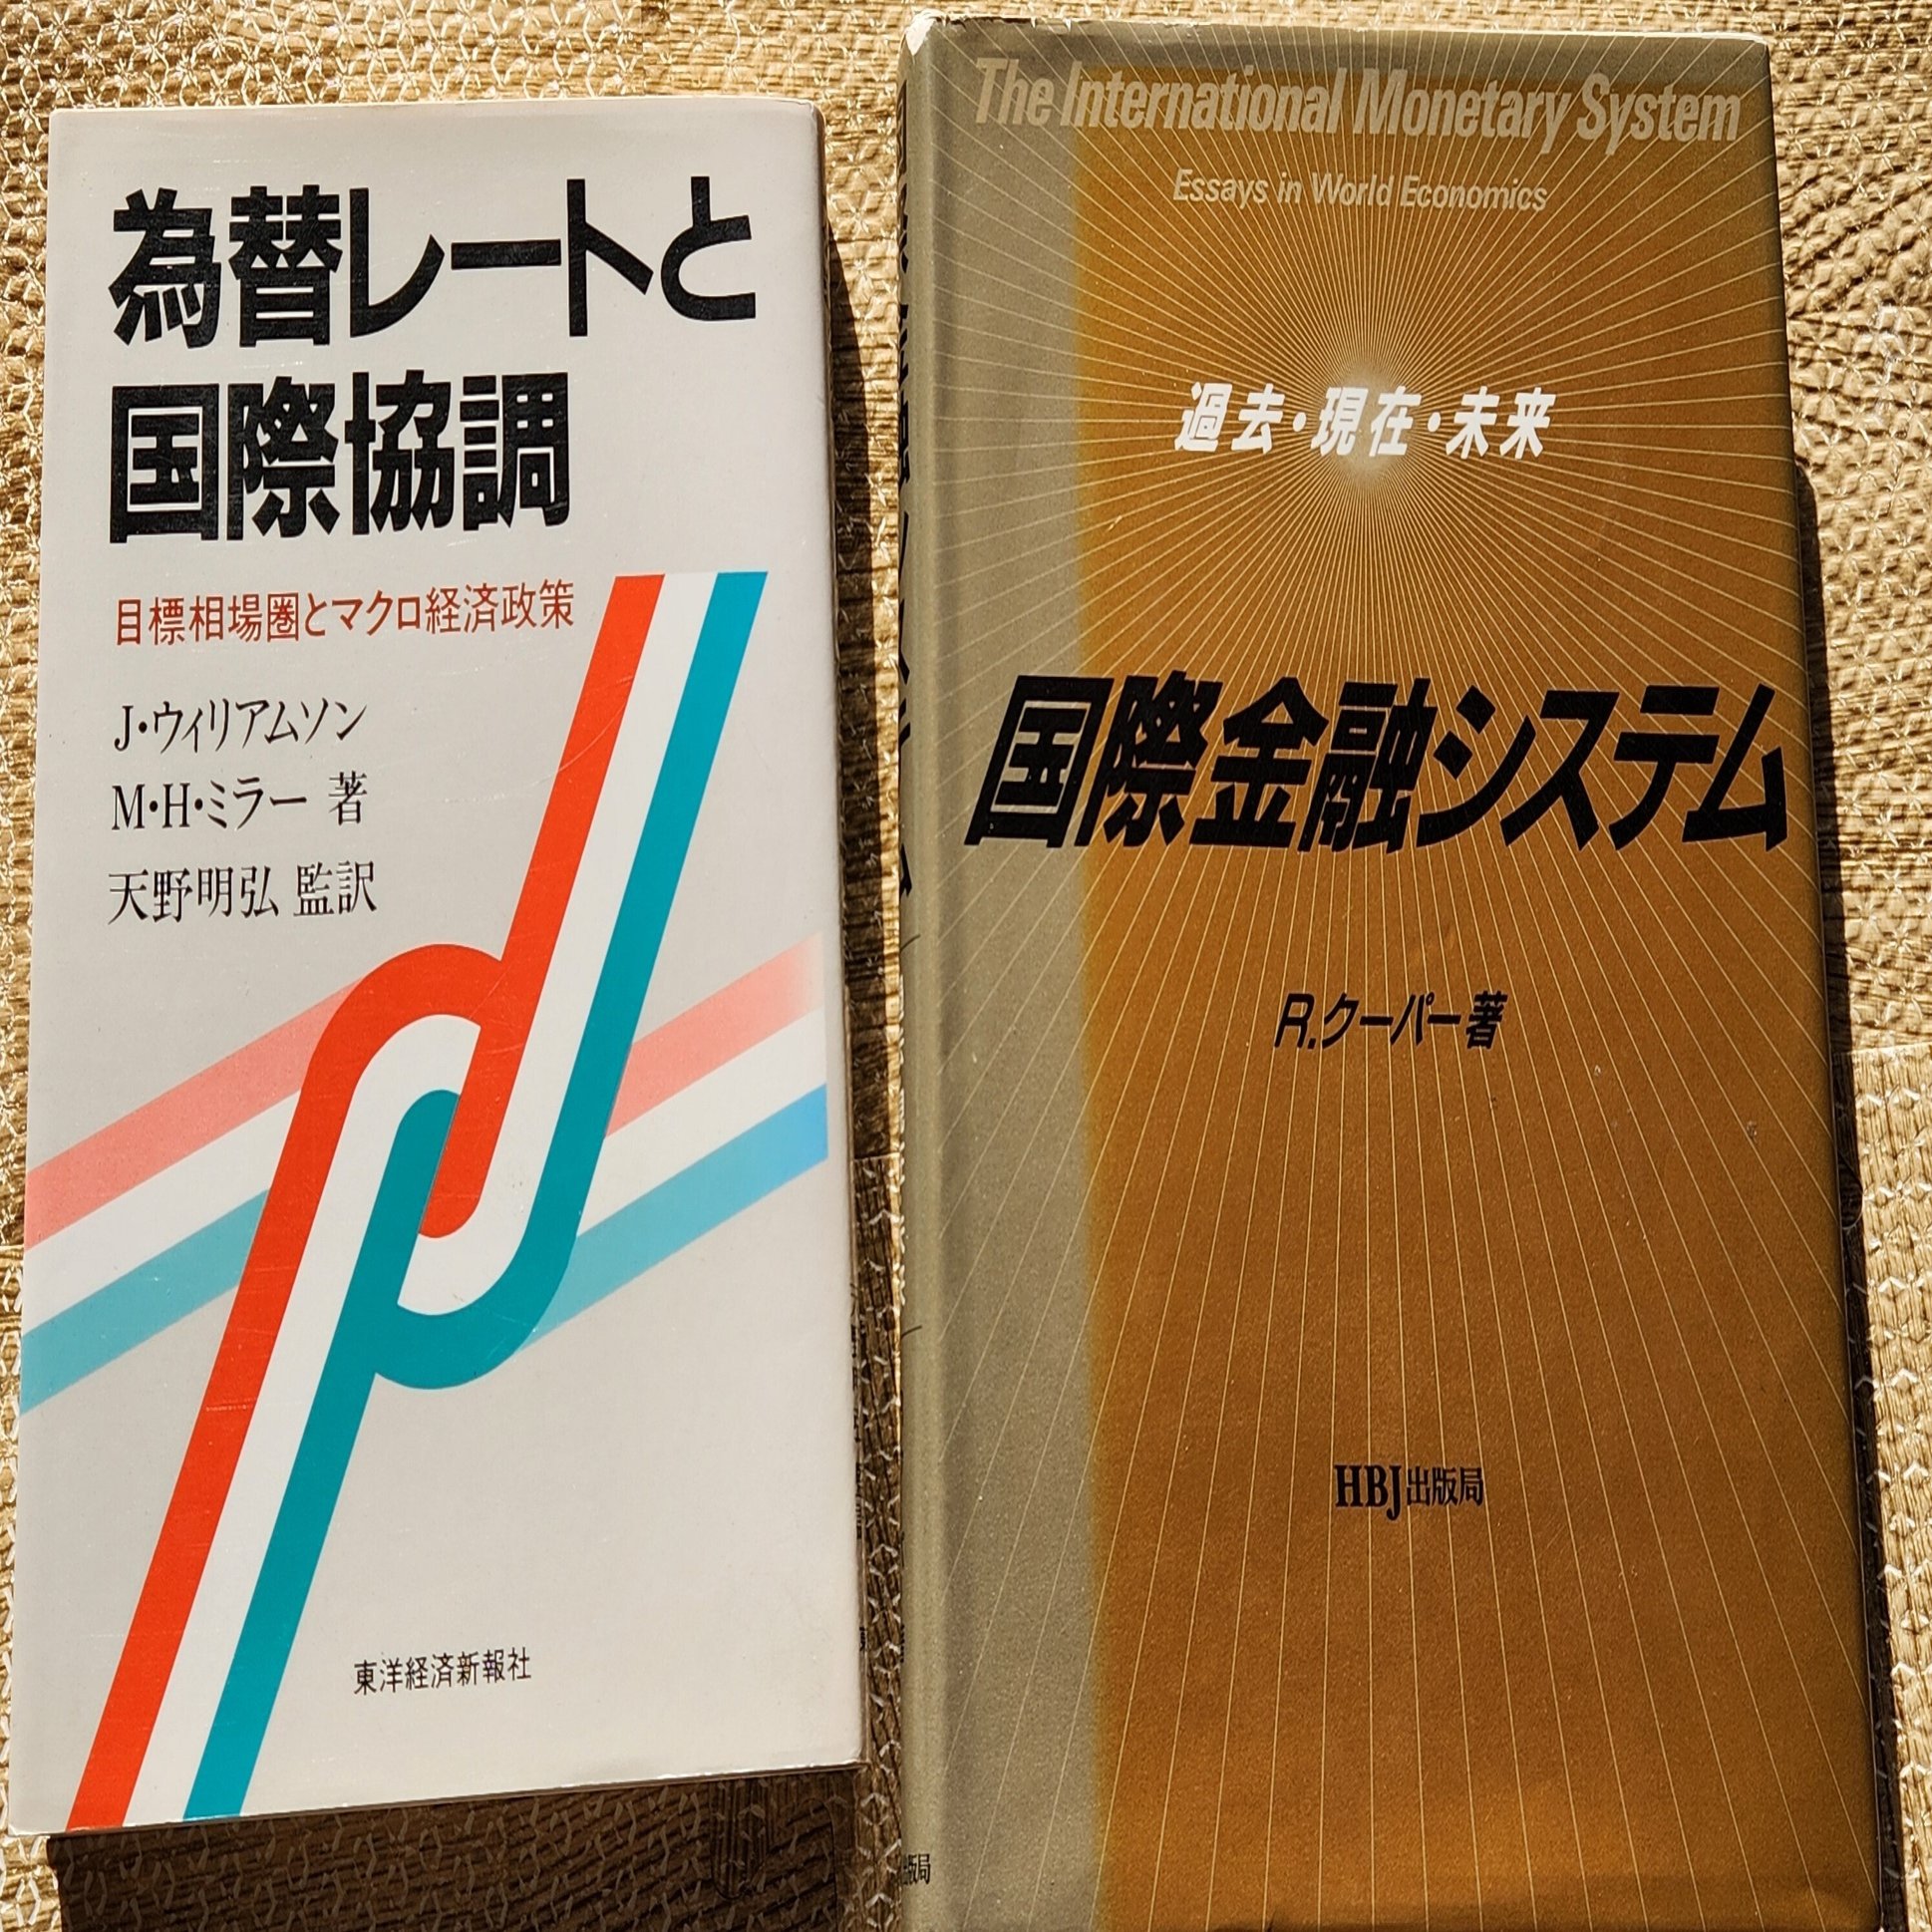 為替レートと
国際協調
目標相場圏とマクロ経済政策
J・ウィリアムソン
M・H・ミラー 著
天野明弘 監訳
東洋経済新報社
The International Monetary System
Essays in World Economics
過去・現在・未来
国際金融システム
R.クーパー著
HBJ出版局
出版局